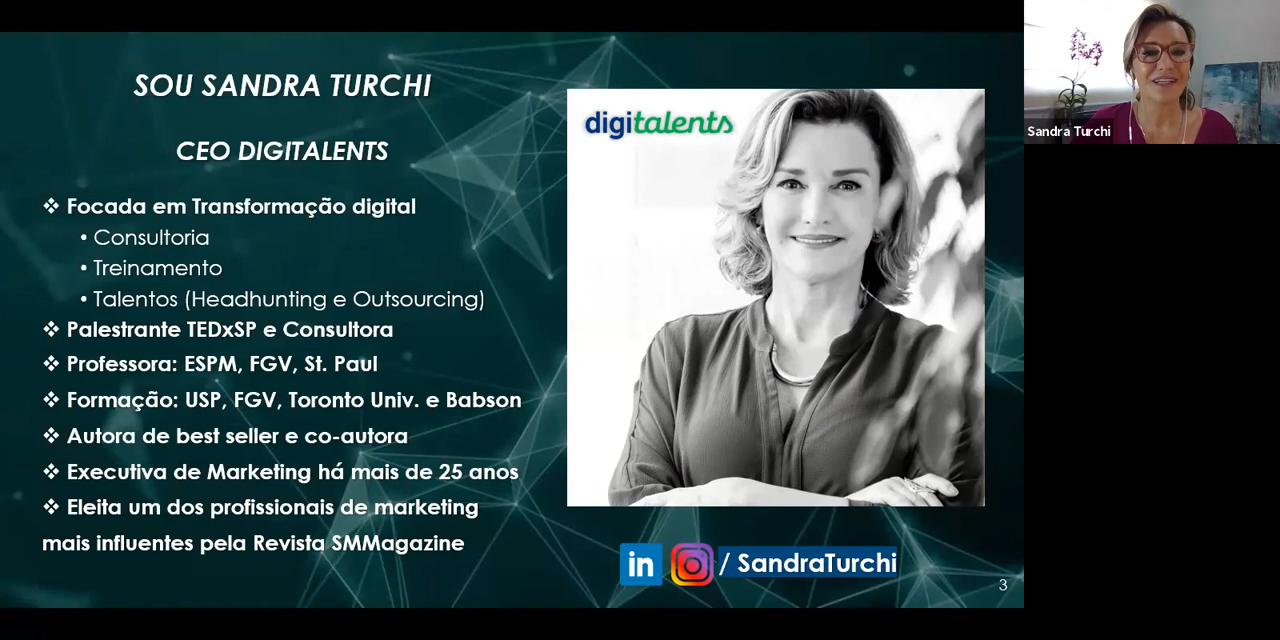 SOU SANDRA TURCHI
CEO DIGITALENTS
❖ Focada em Transformação digital
• Consultoria
• Treinamento
• Talentos (Headhunting e Outsourcing)
❖ Palestrante TEDxSP e Consultora
❖ Professora: ESPM, FGV, St. Paul
❖ Formação: USP, FGV, Toronto Univ. e Babson
❖ Autora de best seller e co-autora
❖ Executiva de Marketing há mais de 25 anos
❖ Eleita um dos profissionais de marketing
mais influentes pela Revista SMMagazine
digitalents
in / SandraTurchi
3
Sandra Turchi